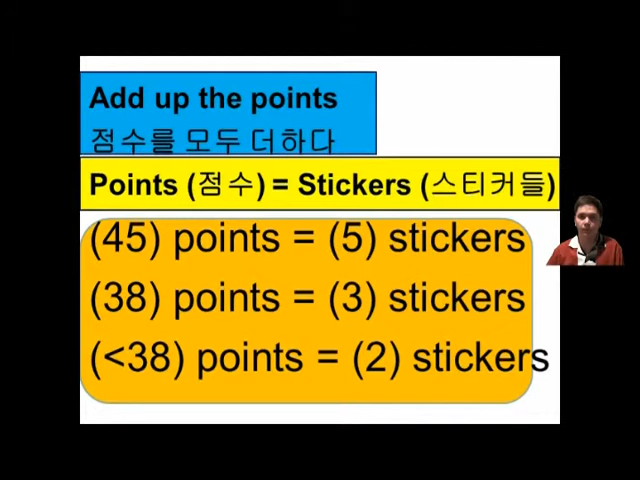 Add up the points
점수를 모두 더하다
Points (점수) = Stickers (스티커들)
(45) points = (5) stickers
(38) points = (3) stickers
(<38) points = (2) stickers